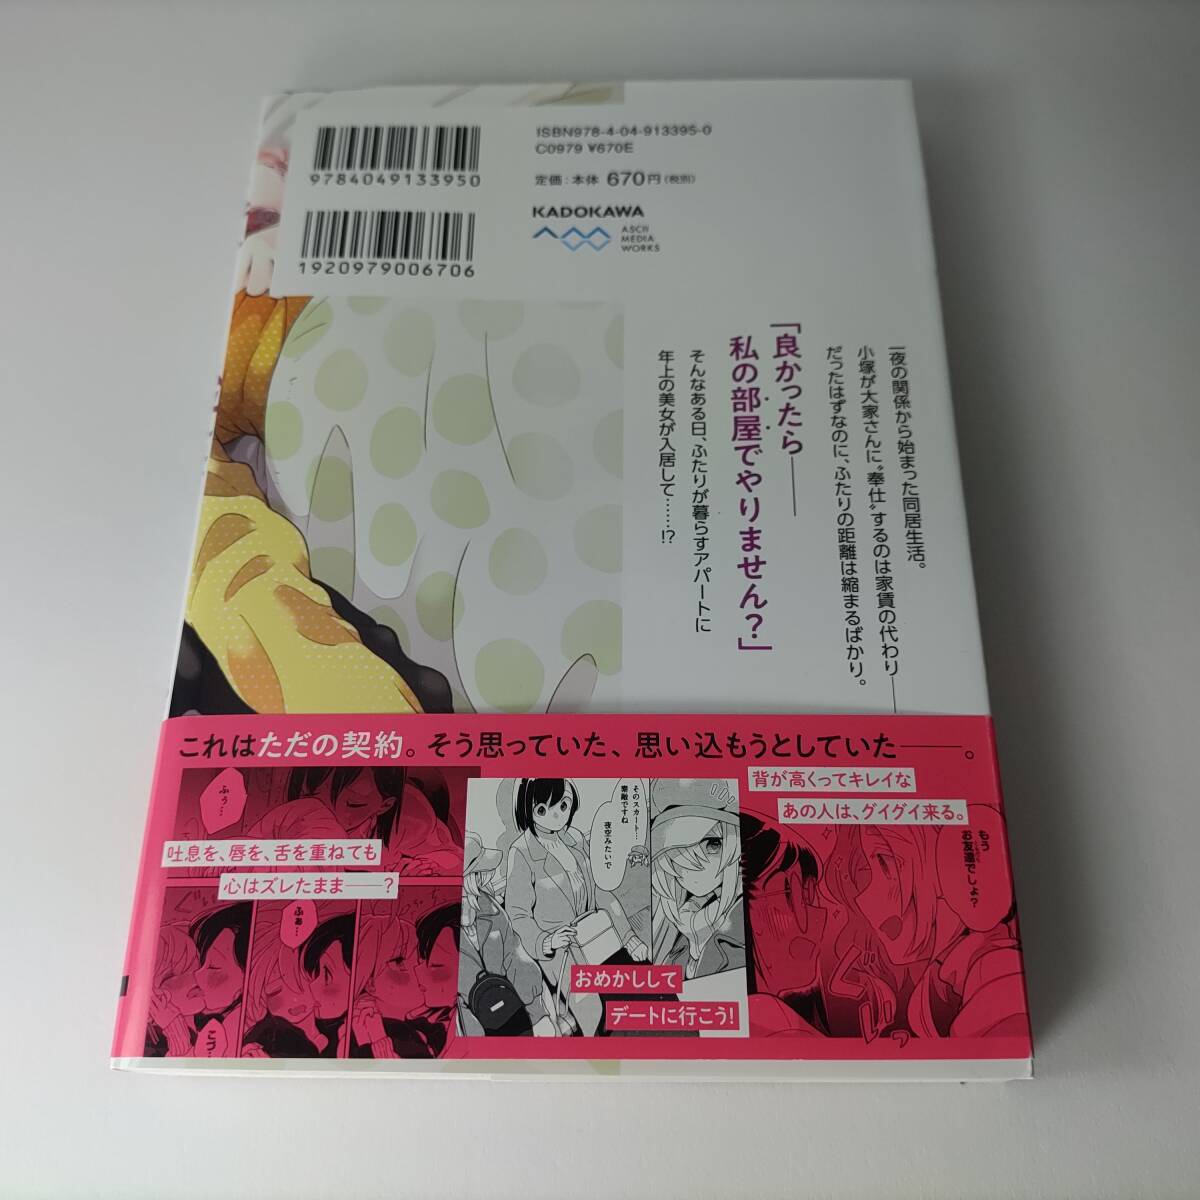 9784049133950
1920979006706
ISBN978-4-04-913395-0
C0979 ¥670E
定価:本体 670円(税別)
KADOKAWA
ASCII
MEDIA
WORKS
一夜の関係から始まった同居生活。
小塚が大家さんに“奉仕”するのは家賃の代わり――
だったはずなのに、ふたりの距離は縮まるばかり。
「良かったら――
私の部屋でやりません?」
そんなある日、ふたりが暮らすアパートに
年上の美女が入居して……!?
これはただの契約。そう思っていた、思い込もうとしていた――。
ふぅ…
吐息を、唇を、舌を重ねても
心はズレたまま――?
ふぁ…
こづ…
そのスカート…
素敵ですね
夜空みたいで
おめかしして
デートに行こう!
背が高くってキレイな
あの人は、グイグイ来る。
もう
お友達でしょ?